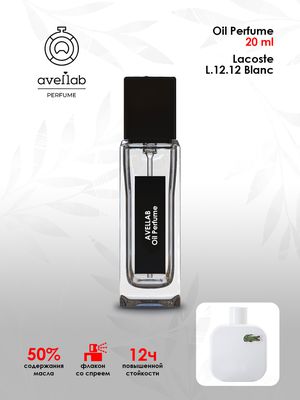 avellab
PERFUME
Oil Perfume
20 ml
Lacoste
L.12.12 Blanc
AVELLAB
Oil Perfume
50%
содержания
масла
флакон
со спреем
12ч
повышенной
стойкости